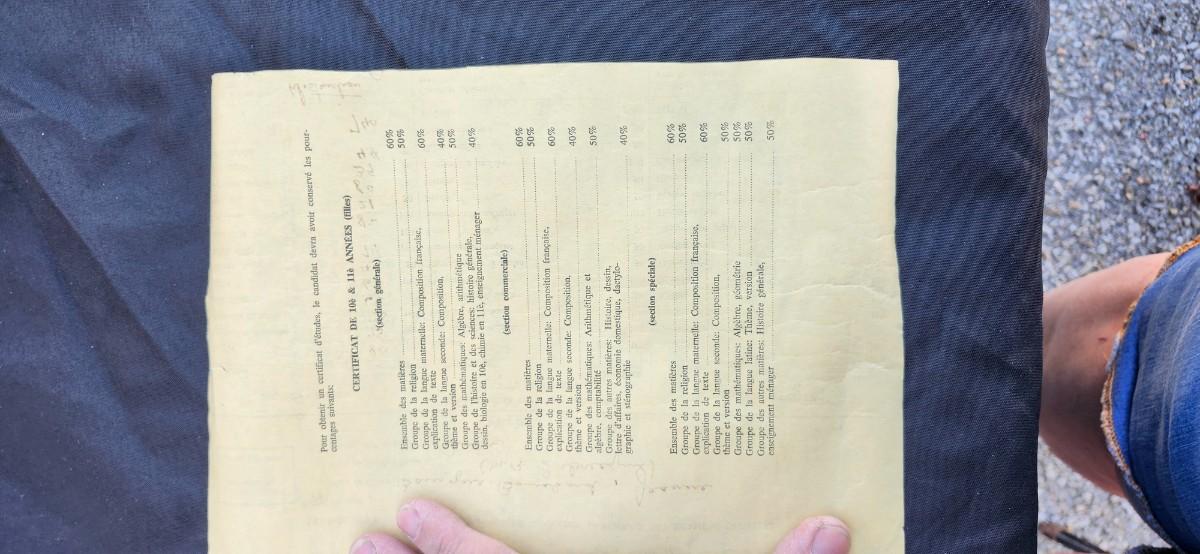 Pour obtenir un certificat d'études, le candidat devra avoir conservé les pour-
centages suivants:
CERTIFICAT DE 10è & 11è ANNÉES (filles)
(section générale)
Ensemble des matières ........ 60%
Groupe de la religion ........ 50%
Groupe de la langue maternelle: Composition française,
explication de texte ........ 60%
Groupe de la langue seconde: Composition,
thème et version ........ 40%
Groupe des mathématiques: Algèbre, arithmétique ........ 50%
Groupe de l'histoire et des sciences: histoire générale,
dessin, biologie en 10è, chimie en 11è, enseignement ménager 40%
(section commerciale)
Ensemble des matières ........ 60%
Groupe de la religion ........ 50%
Groupe de la langue maternelle: Composition française,
explication de texte ........ 60%
Groupe de la langue seconde: Composition,
thème et version ........ 40%
Groupe des mathématiques: Arithmétique et
algèbre, comptabilité ........ 50%
Groupe des autres matières: Histoire, dessin,
lettre d'affaires, économie domestique, dactylo-
graphie et sténographie ........ 40%
(section spéciale)
Ensemble des matières ........ 60%
Groupe de la religion ........ 50%
Groupe de la langue maternelle: Composition française,
explication de texte ........ 60%
Groupe de la langue seconde: Composition,
thème et version ........ 50%
Groupe des mathématiques: Algèbre, géométrie ........ 50%
Groupe de la langue latine: Thème, version ........ 50%
Groupe des autres matières: Histoire générale,
enseignement ménager ........ 50%